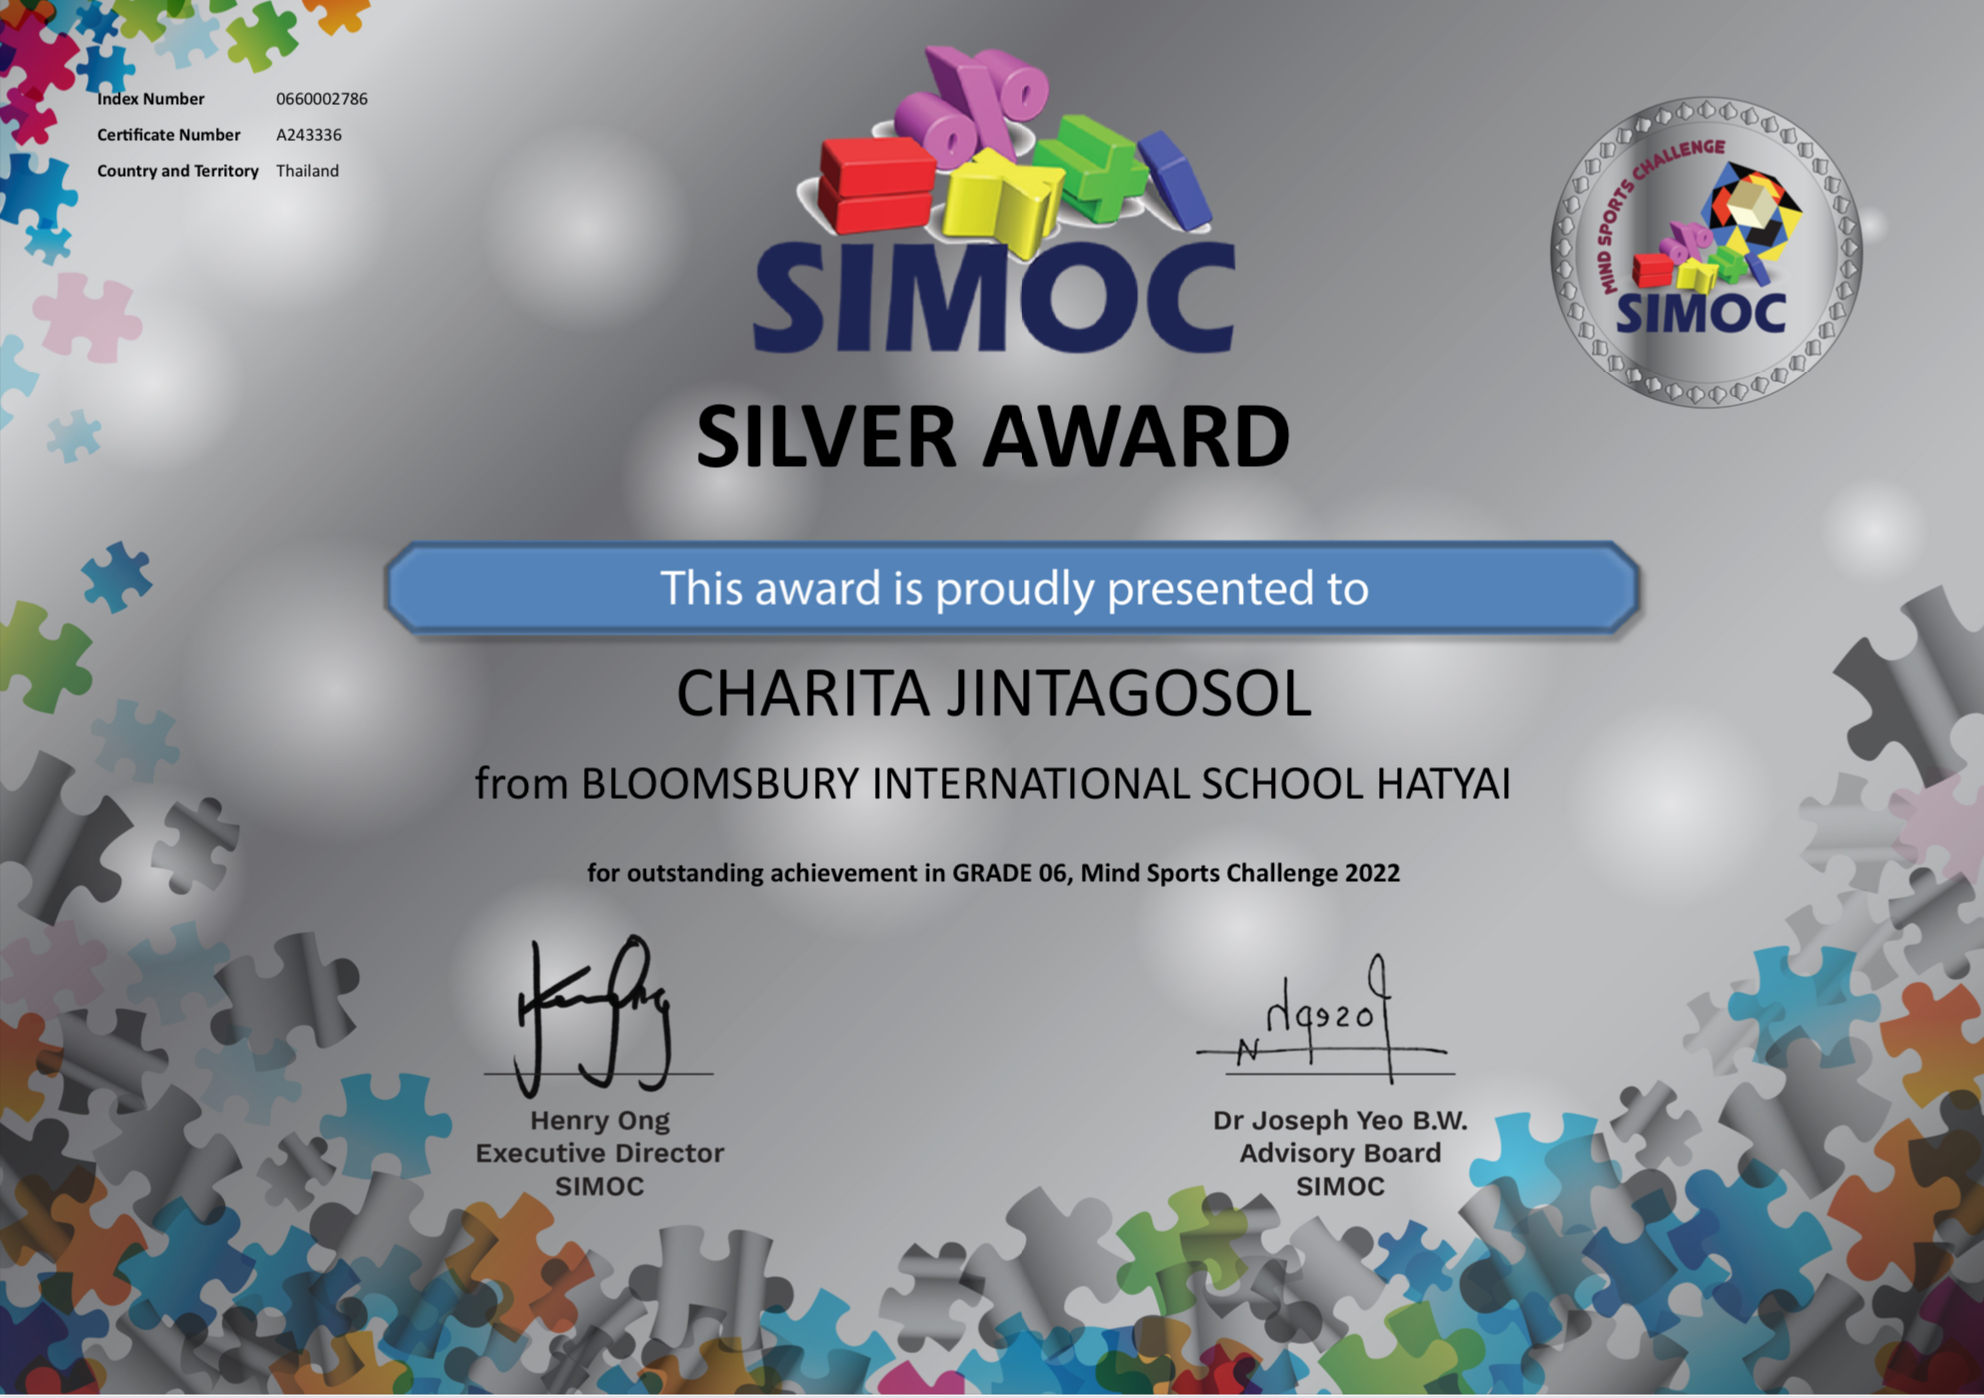 Index Number 0660002786
Certificate Number A243336
Country and Territory Thailand
SIMOC
MIND SPORTS CHALLENGE
SIMOC
SILVER AWARD
This award is proudly presented to
CHARITA JINTAGOSOL
from BLOOMSBURY INTERNATIONAL SCHOOL HATYAI
for outstanding achievement in GRADE 06, Mind Sports Challenge 2022
Henry Ong
Executive Director
SIMOC
Dr Joseph Yeo B.W.
Advisory Board
SIMOC